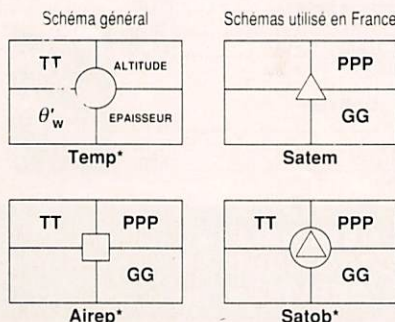 Schéma général
Schémas utilisé en France
TT ALTITUDE
θ'w EPAISSEUR
Temp*
PPP
GG
Satem
TT PPP
GG
Airep*
TT PPP
GG
Satob*